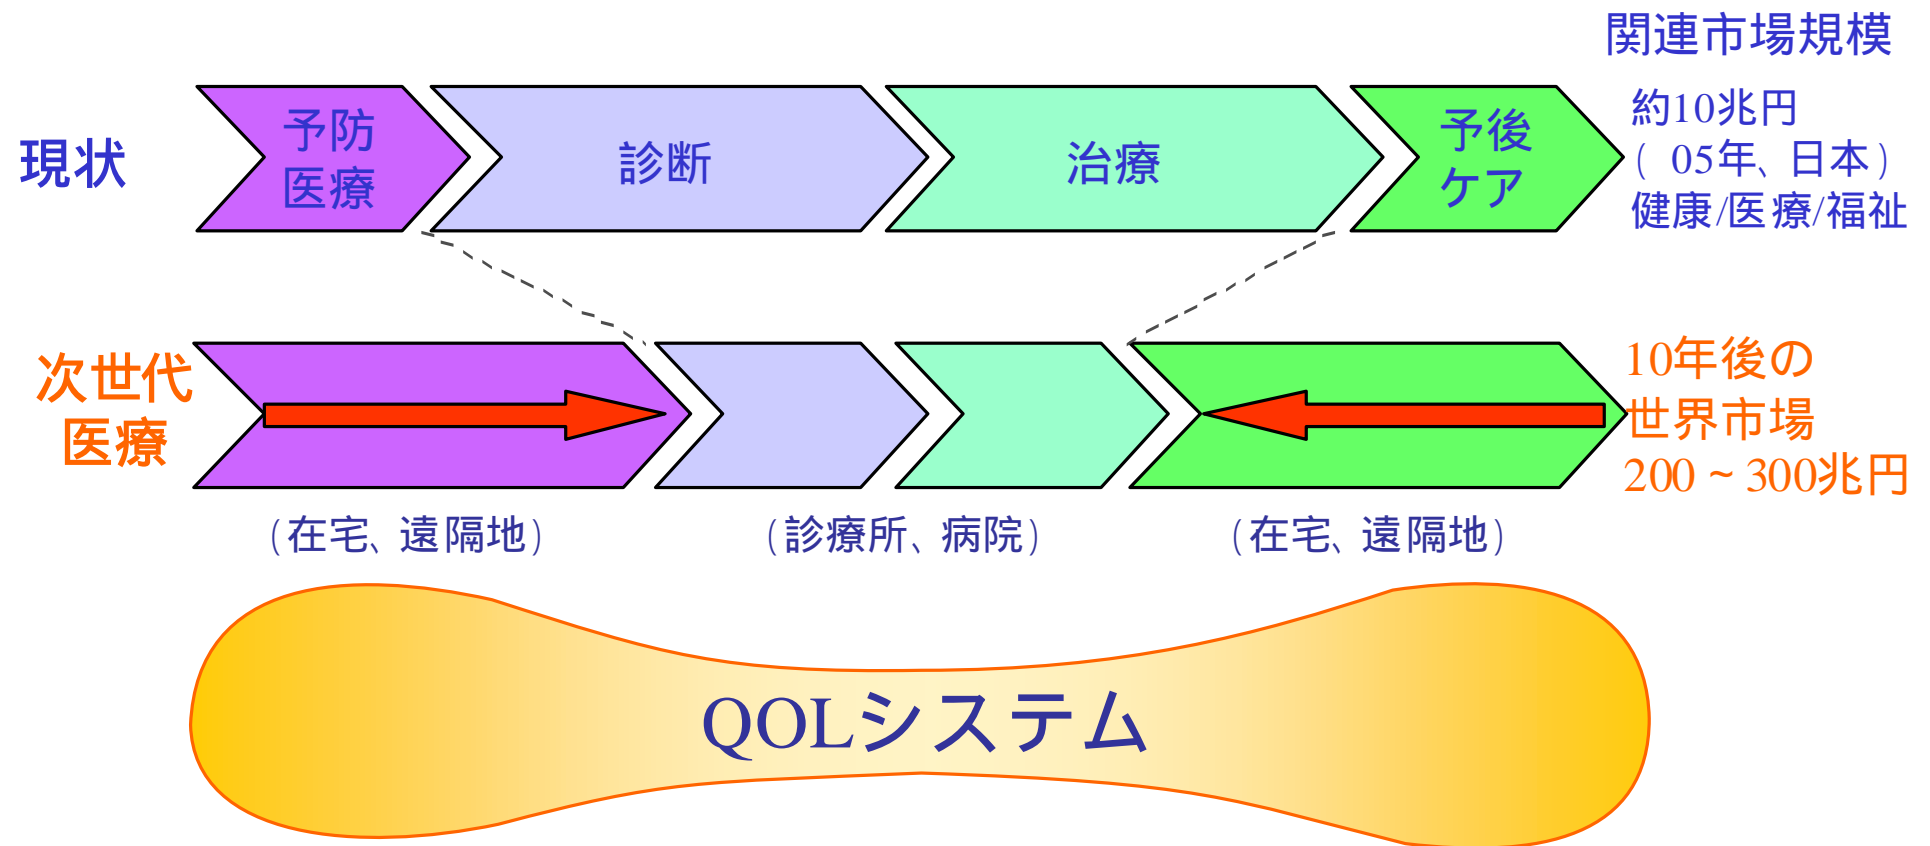 関連市場規模
現状
予防
医療
診断
治療
予後
ケア
約10兆円
( 05年、日本)
健康/医療/福祉
次世代
医療
10年後の
世界市場
200 ~ 300兆円
(在宅、遠隔地)
(診療所、病院)
(在宅、遠隔地)
QOLシステム